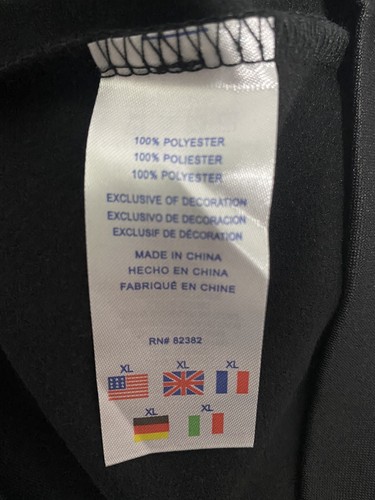 100% POLYESTER
100% POLIESTER
100% POLYESTER
EXCLUSIVE OF DECORATION
EXCLUSIVO DE DECORACION
EXCLUSIF DE DÉCORATION
MADE IN CHINA
HECHO EN CHINA
FABRIQUÉ EN CHINE
RN# 82382
XL XL XL
XL XL